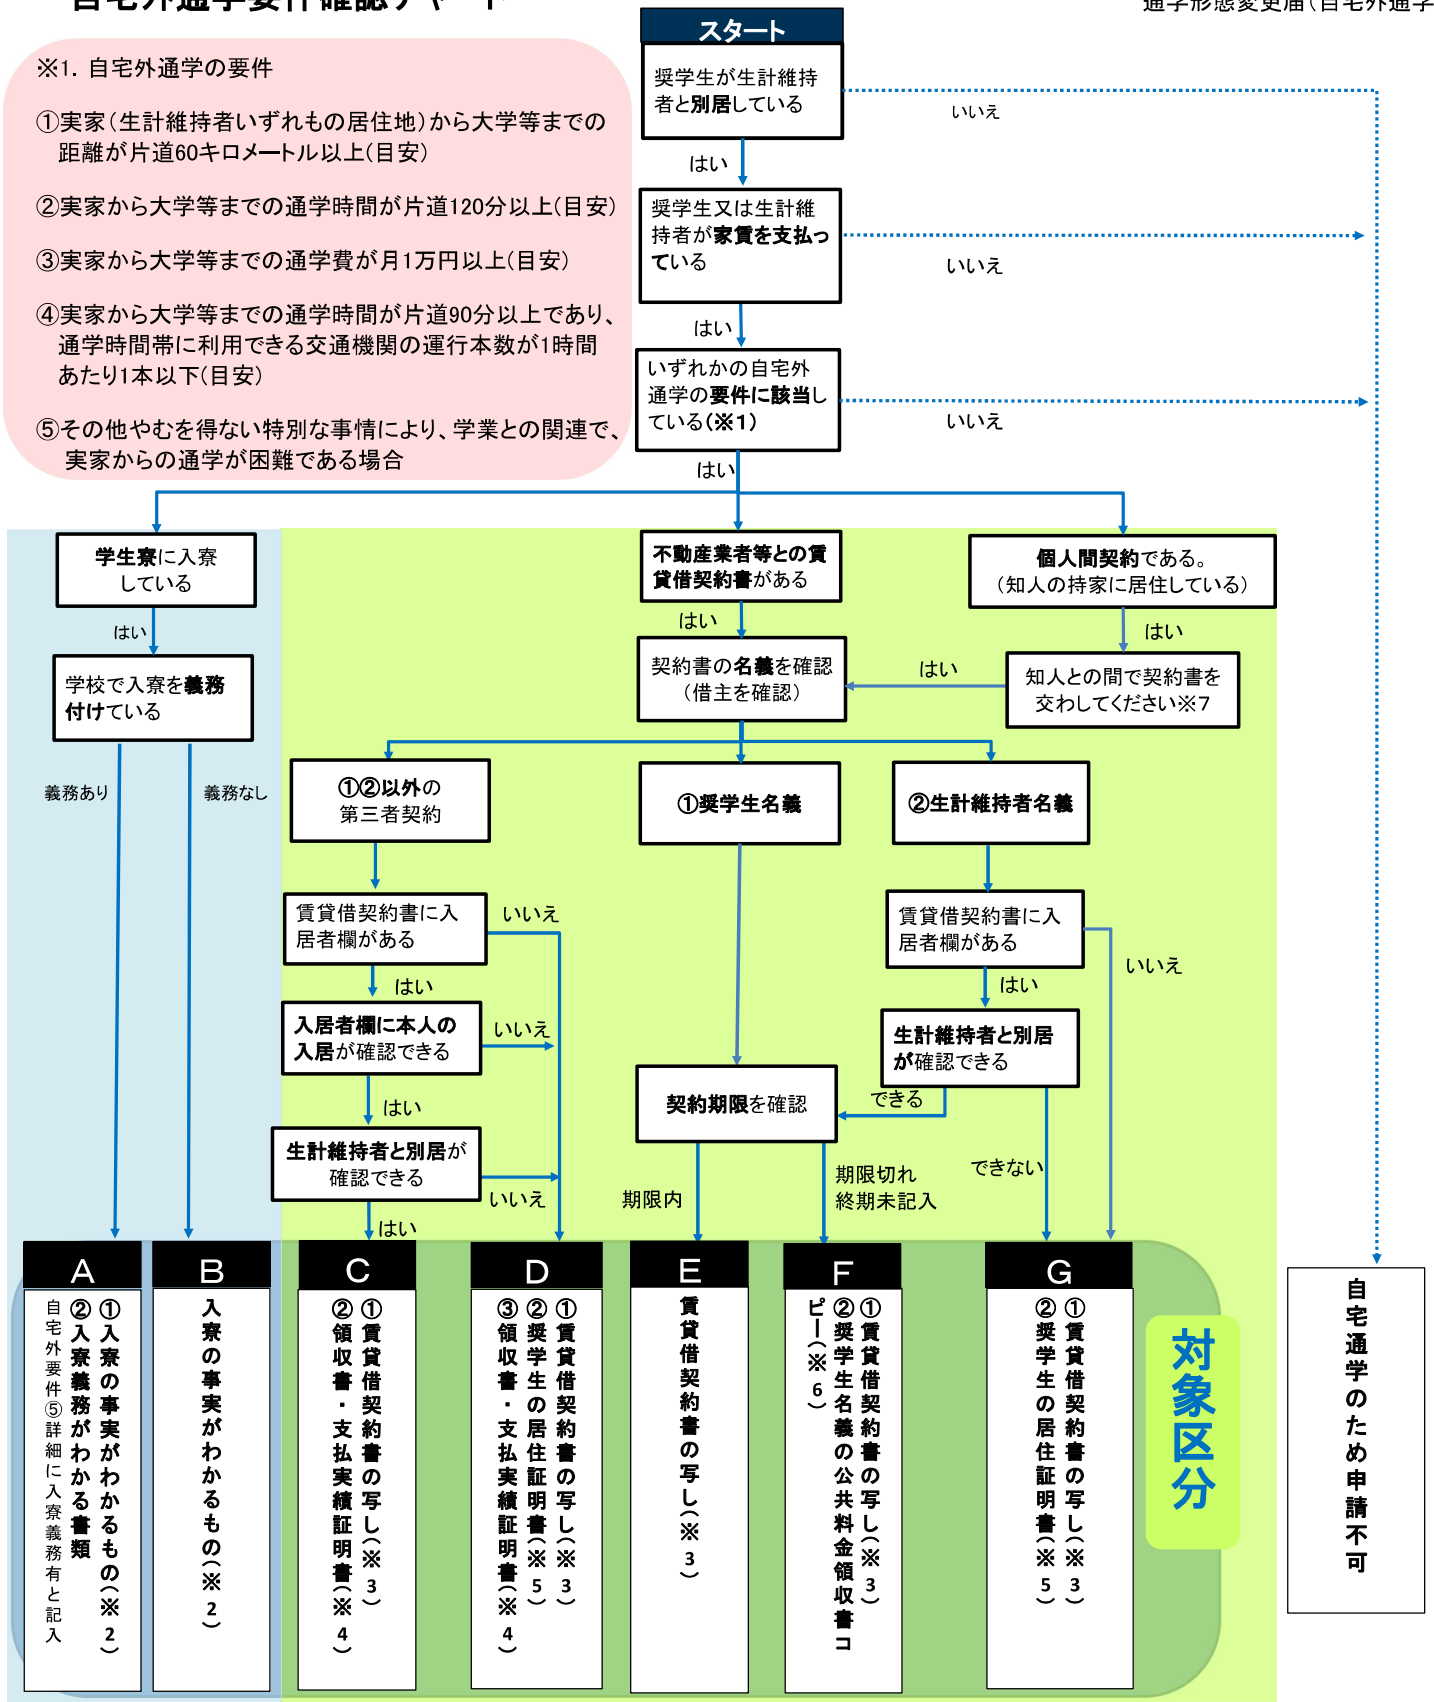 自宅外通学要件確認チャート
通学形態変更届（自宅外通学
※1．自宅外通学の要件
①実家（生計維持者いずれもの居住地）から大学等までの
距離が片道60キロメートル以上(目安）
②実家から大学等までの通学時間が片道120分以上(目安）
③実家から大学等までの通学費が月1万円以上(目安）
④実家から大学等までの通学時間が片道90分以上であり、
通学時間帯に利用できる交通機関の運行本数が1時間
あたり1本以下(目安）
⑤その他やむを得ない特別な事情により、学業との関連で、
実家からの通学が困難である場合
スタート
奨学生が生計維持
者と別居している
いいえ
はい
奨学生又は生計維
持者が家賃を支払っ
ている
いいえ
はい
いずれかの自宅外
通学の要件に該当し
ている(※1)
いいえ
はい
学生寮に入寮
している
はい
学校で入寮を義務
付けている
義務あり
義務なし
不動産業者等との賃
貸借契約書がある
はい
契約書の名義を確認
（借主を確認）
個人間契約である。
（知人の持家に居住している）
はい
知人との間で契約書を
交わしてください※7
はい
①②以外の
第三者契約
①奨学生名義
②生計維持者名義
賃貸借契約書に入
居者欄がある
いいえ
はい
入居者欄に本人の
入居が確認できる
いいえ
はい
生計維持者と別居が
確認できる
いいえ
はい
賃貸借契約書に入
居者欄がある
いいえ
はい
生計維持者と別居
が確認できる
できる
できない
契約期限を確認
期限内
期限切れ
終期未記入
A
①入寮の事実がわかるもの(※2)
②入寮義務がわかる書類
自宅外要件⑤詳細に入寮義務有と記入
B
入寮の事実がわかるもの(※2)
C
①賃貸借契約書の写し(※3)
②領収書・支払実績証明書(※4)
D
①賃貸借契約書の写し(※3)
②奨学生の居住証明書(※5)
③領収書・支払実績証明書(※4)
E
賃貸借契約書の写し(※3)
F
①賃貸借契約書の写し(※3)
②奨学生名義の公共料金領収書コ
ピー(※6)
G
①賃貸借契約書の写し(※3)
②奨学生の居住証明書(※5)
対象区分
自宅通学のため申請不可